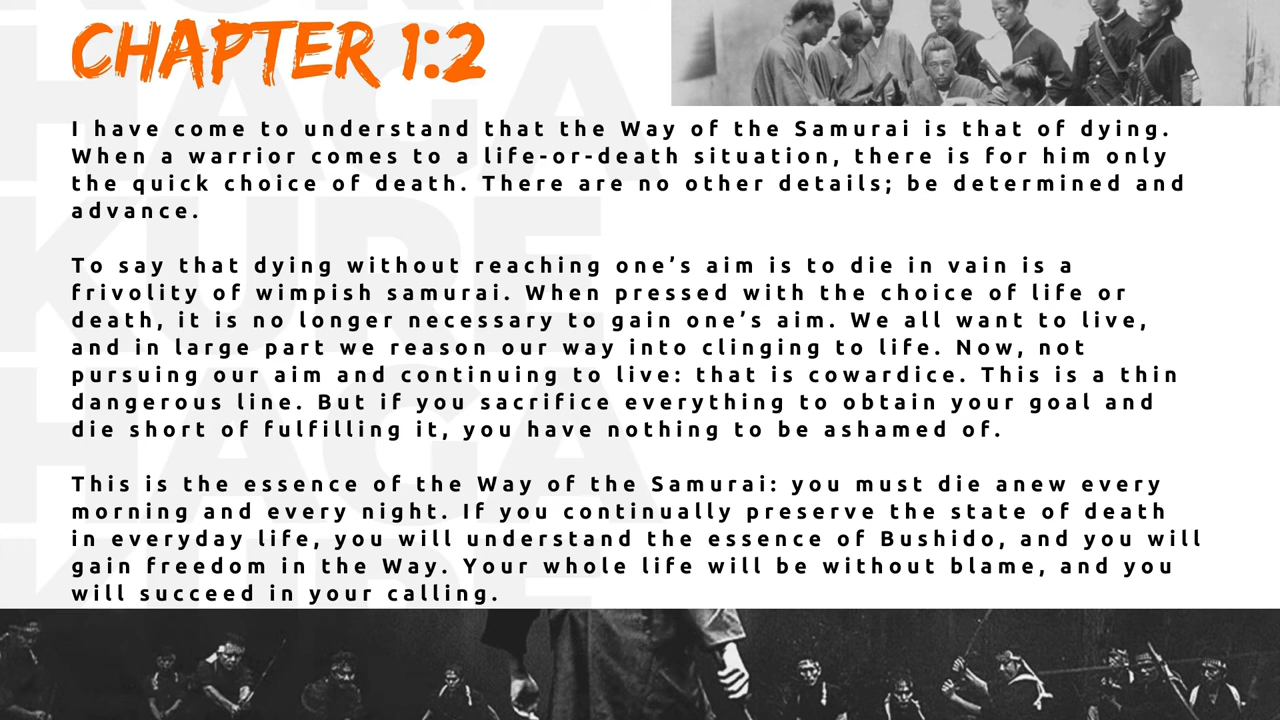 CHAPTER 1:2
I have come to understand that the Way of the Samurai is that of dying.
When a warrior comes to a life-or-death situation, there is for him only
the quick choice of death. There are no other details; be determined and
advance.
To say that dying without reaching one’s aim is to die in vain is a
frivolity of wimpish samurai. When pressed with the choice of life or
death, it is no longer necessary to gain one’s aim. We all want to live,
and in large part we reason our way into clinging to life. Now, not
pursuing our aim and continuing to live: that is cowardice. This is a thin
dangerous line. But if you sacrifice everything to obtain your goal and
die short of fulfilling it, you have nothing to be ashamed of.
This is the essence of the Way of the Samurai: you must die anew every
morning and every night. If you continually preserve the state of death
in everyday life, you will understand the essence of Bushido, and you will
gain freedom in the Way. Your whole life will be without blame, and you
will succeed in your calling.
HAGA
KURE
HAGA